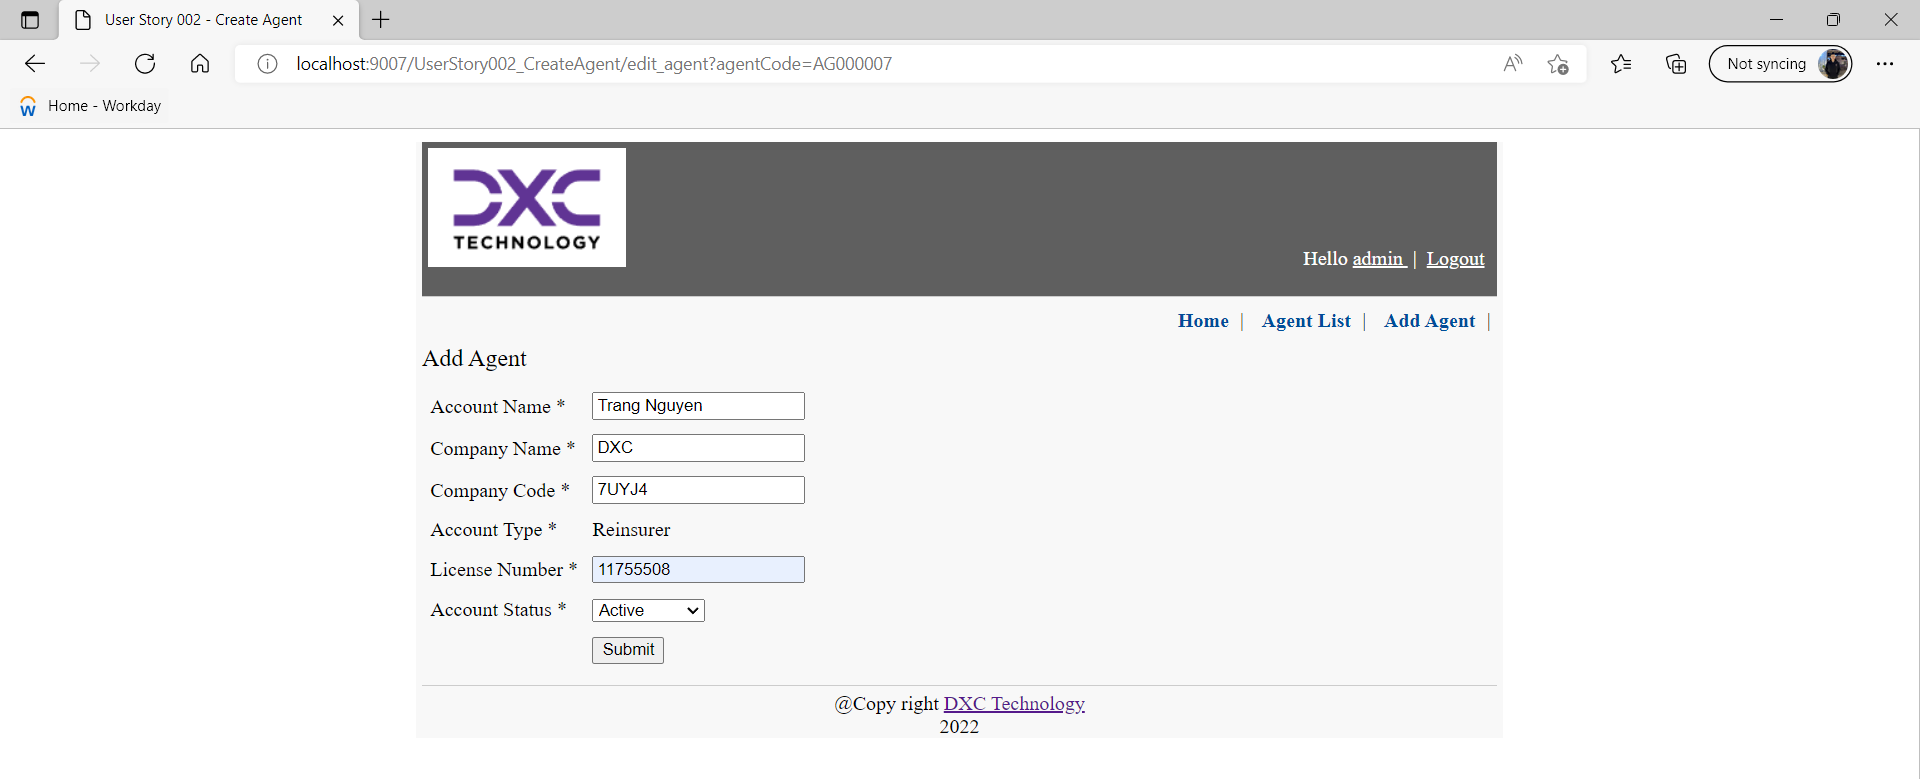 User Story 002 - Create Agent
localhost:9007/UserStory002_CreateAgent/edit_agent?agentCode=AG000007
Not syncing
Home - Workday
DXC
TECHNOLOGY
Hello admin | Logout
Home | Agent List | Add Agent |
Add Agent
Account Name * Trang Nguyen
Company Name * DXC
Company Code * 7UYJ4
Account Type * Reinsurer
License Number * 11755508
Account Status * Active
Submit
@Copy right DXC Technology
2022